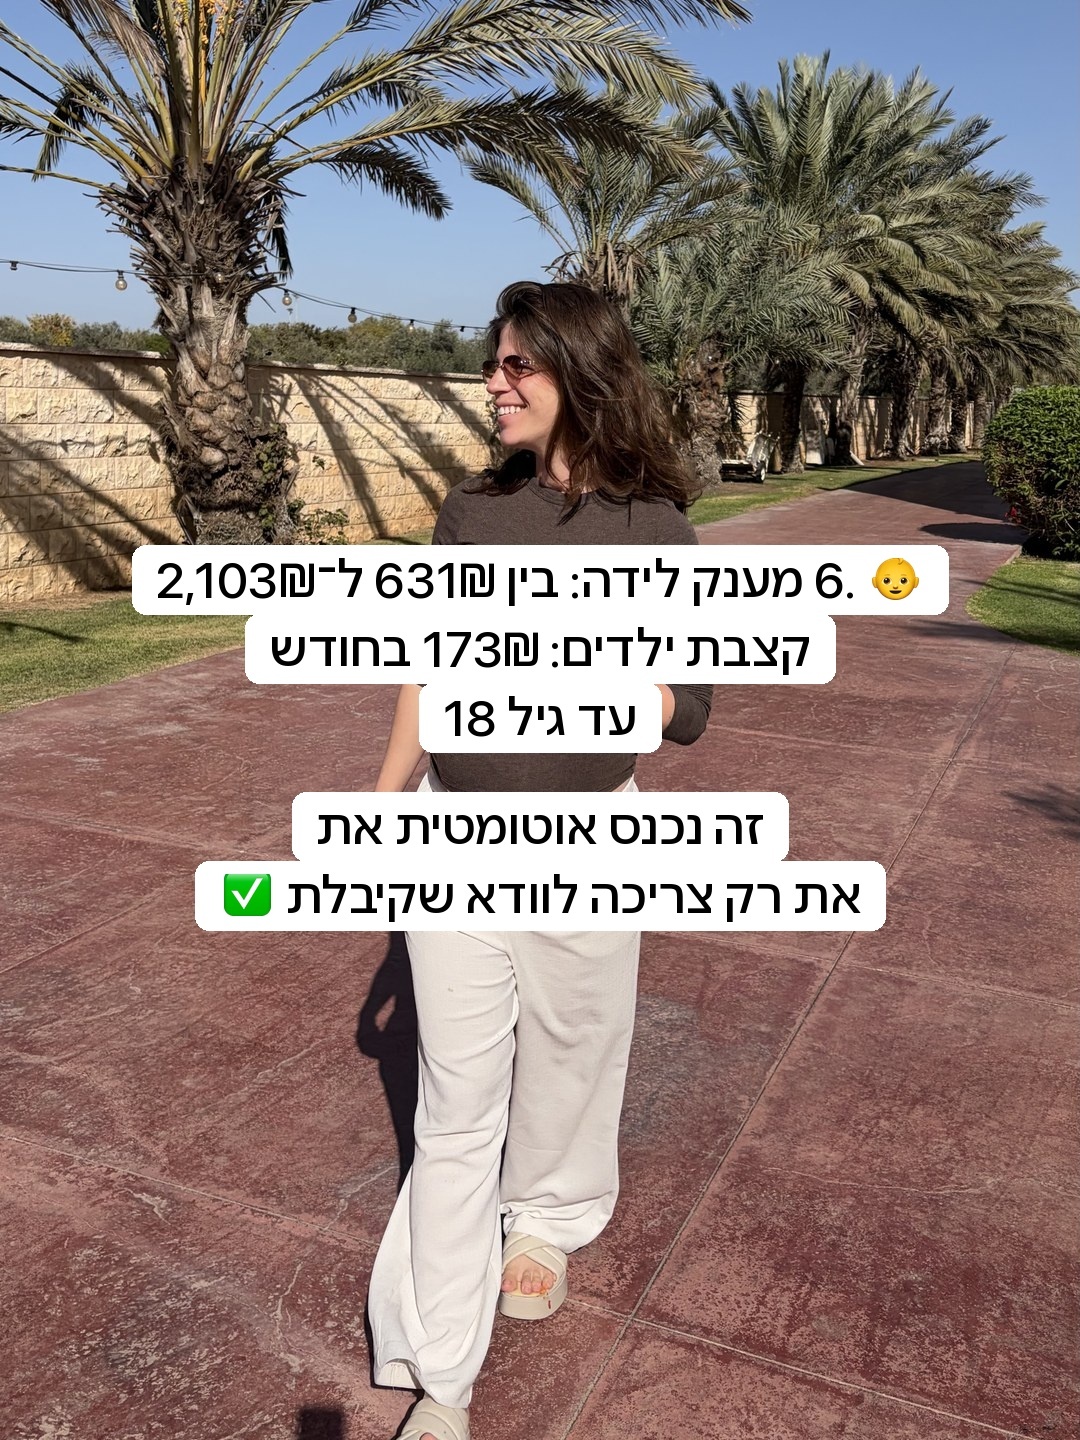 👶 .6 מענק לידה: בין 631₪ ל־2,103₪
קצבת ילדים: 173₪ בחודש
עד גיל 18
זה נכנס אוטומטית את
את רק צריכה לוודא שקיבלת ✅